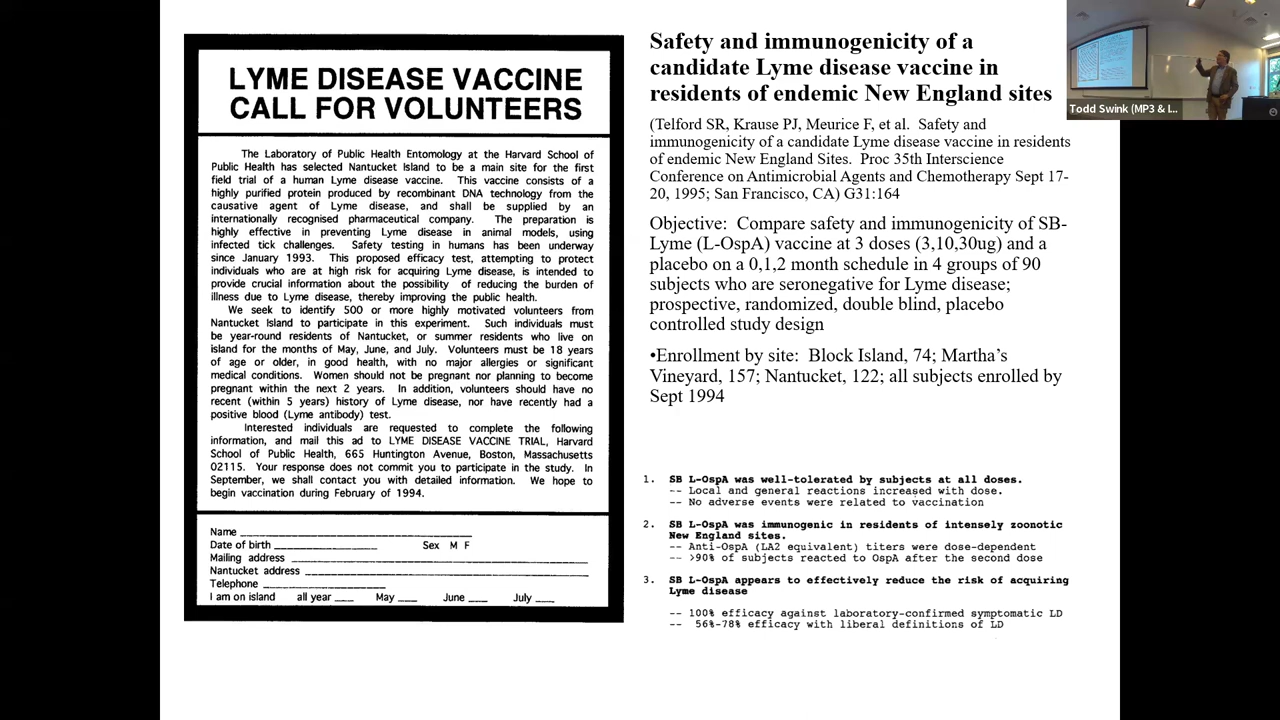 LYME DISEASE VACCINE
CALL FOR VOLUNTEERS
The Laboratory of Public Health Entomology at the Harvard School of
Public Health has selected Nantucket Island to be a main site for the first
field trial of a human Lyme disease vaccine. This vaccine consists of a
highly purified protein produced by recombinant DNA technology from the
causative agent of Lyme disease, and shall be supplied by an
internationally recognised pharmaceutical company. The preparation is
highly effective in preventing Lyme disease in animal models, using
infected tick challenges. Safety testing in humans has been underway
since January 1993. This proposed efficacy test, attempting to protect
individuals who are at high risk for acquiring Lyme disease, is intended to
provide crucial information about the possibility of reducing the burden of
illness due to Lyme disease, thereby improving the public health.
We seek to identify 500 or more highly motivated volunteers from
Nantucket Island to participate in this experiment. Such individuals must
be year-round residents of Nantucket, or summer residents who live on
island for the months of May, June, and July. Volunteers must be 18 years
of age or older, in good health, with no major allergies or significant
medical conditions. Women should not be pregnant nor planning to become
pregnant within the next 2 years. In addition, volunteers should have no
recent (within 5 years) history of Lyme disease, nor have recently had a
positive blood (Lyme antibody) test.
Interested individuals are requested to complete the following
information, and mail this ad to LYME DISEASE VACCINE TRIAL, Harvard
School of Public Health, 665 Huntington Avenue, Boston, Massachusetts
02115. Your response does not commit you to participate in the study. In
September, we shall contact you with detailed information. We hope to
begin vaccination during February of 1994.
Name
Date of birth Sex M F
Mailing address
Nantucket address
Telephone
I am on island all year May June July
Safety and immunogenicity of a
candidate Lyme disease vaccine in
residents of endemic New England sites
(Telford SR, Krause PJ, Meurice F, et al. Safety and
immunogenicity of a candidate Lyme disease vaccine in residents
of endemic New England Sites. Proc 35th Interscience
Conference on Antimicrobial Agents and Chemotherapy Sept 17-
20, 1995; San Francisco, CA) G31:164
Objective: Compare safety and immunogenicity of SB-
Lyme (L-OspA) vaccine at 3 doses (3,10,30ug) and a
placebo on a 0,1,2 month schedule in 4 groups of 90
subjects who are seronegative for Lyme disease;
prospective, randomized, double blind, placebo
controlled study design
•Enrollment by site: Block Island, 74; Martha's
Vineyard, 157; Nantucket, 122; all subjects enrolled by
Sept 1994
1. SB L-OspA was well-tolerated by subjects at all doses.
-- Local and general reactions increased with dose.
-- No adverse events were related to vaccination
2. SB L-OspA was immunogenic in residents of intensely zoonotic
New England sites.
-- Anti-OspA (LA2 equivalent) titers were dose-dependent
-- >90% of subjects reacted to OspA after the second dose
3. SB L-OspA appears to effectively reduce the risk of acquiring
Lyme disease
-- 100% efficacy against laboratory-confirmed symptomatic LD
-- 56%-78% efficacy with liberal definitions of LD
Todd Swink (MP3 & I...